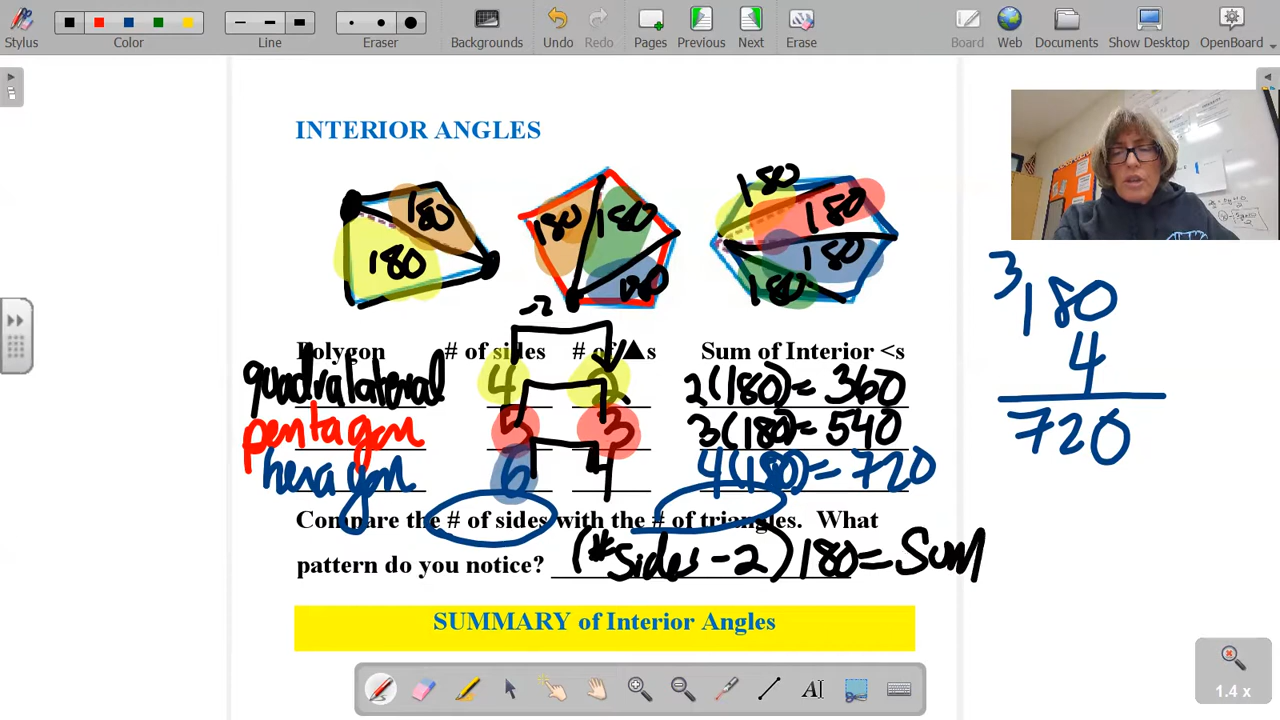 Stylus Color Line Eraser Backgrounds Undo Redo Pages Previous Next Erase Board Web Documents Show Desktop OpenBoard
INTERIOR ANGLES
180 180
180 180 180
180 180 180 180
-2
Polygon # of sides # of ▲s Sum of Interior <s
quadralateral 4 2 2(180)= 360
pentagon 5 3 3(180)= 540
hexagon 6 4 4(180)= 720
Compare the # of sides with the # of triangles. What
pattern do you notice? (# Sides - 2) 180 = Sum
SUMMARY of Interior Angles
3
180
4
720
1.4 x